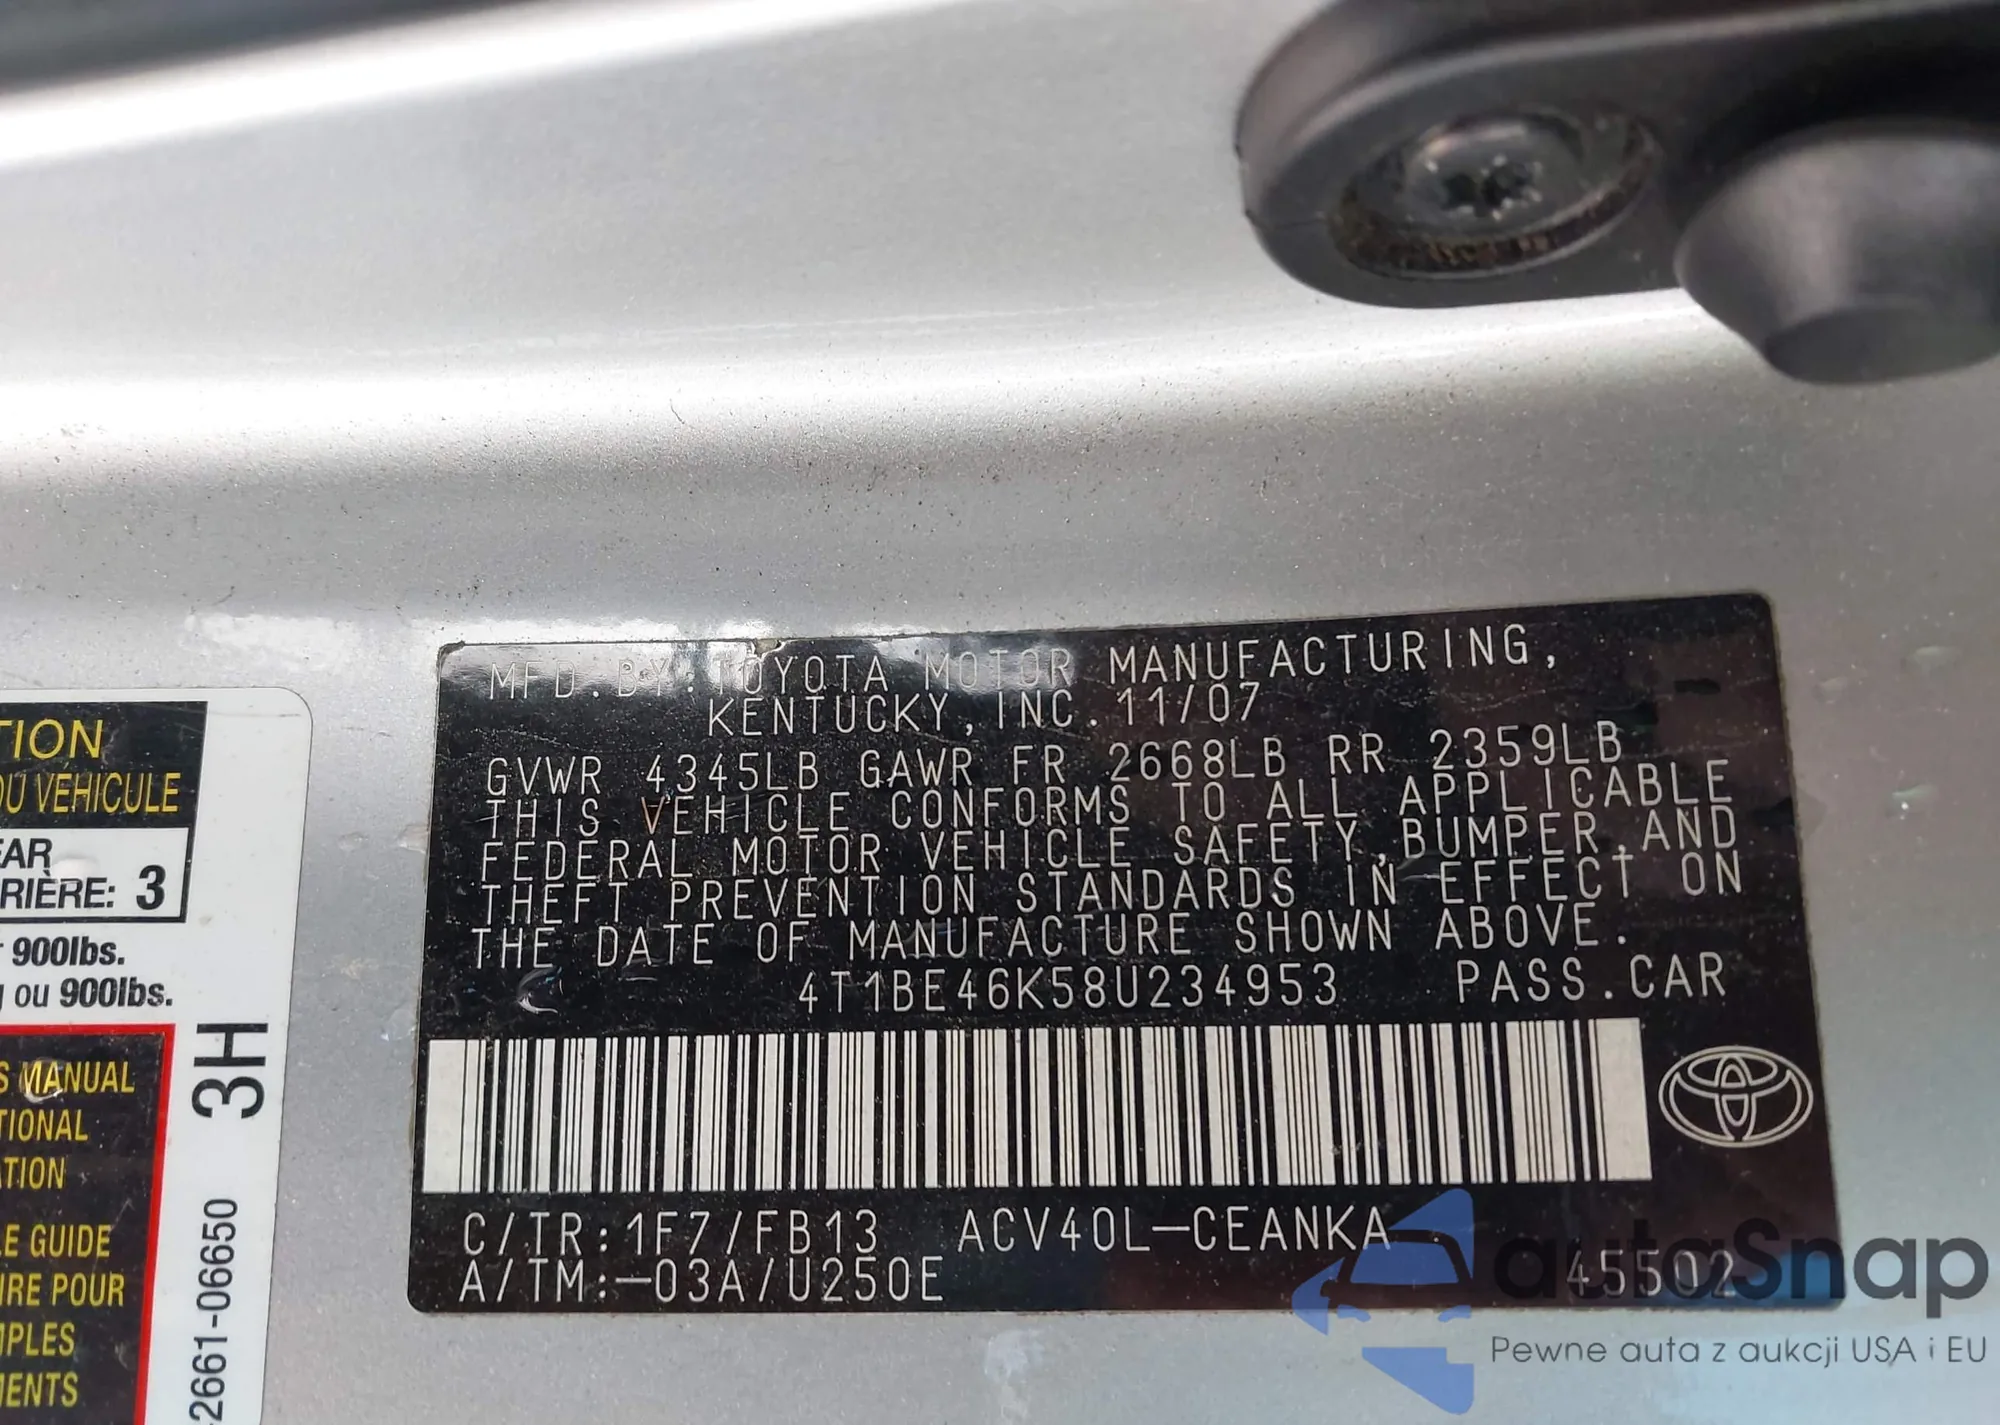 MFD.BY:TOYOTA MOTOR MANUFACTURING,
KENTUCKY,INC. 11/07
GVWR 4345LB GAWR FR 2668LB RR 2359LB
THIS VEHICLE CONFORMS TO ALL APPLICABLE
FEDERAL MOTOR VEHICLE SAFETY,BUMPER,AND
THEFT PREVENTION STANDARDS IN EFFECT ON
THE DATE OF MANUFACTURE SHOWN ABOVE.
4T1BE46K58U234953 PASS.CAR
C/TR:1F7/FB13 ACV40L-CEANKA
A/TM:-03A/U250E 45502
TION
DU VEHICULE
EAR
RIÈRE: 3
900lbs.
ou 900lbs.
S MANUAL
TIONAL
ATION
LE GUIDE
IRE POUR
MPLES
MENTS
3H
26661-06650
autoSnap
Pewne auta z aukcji USA i EU